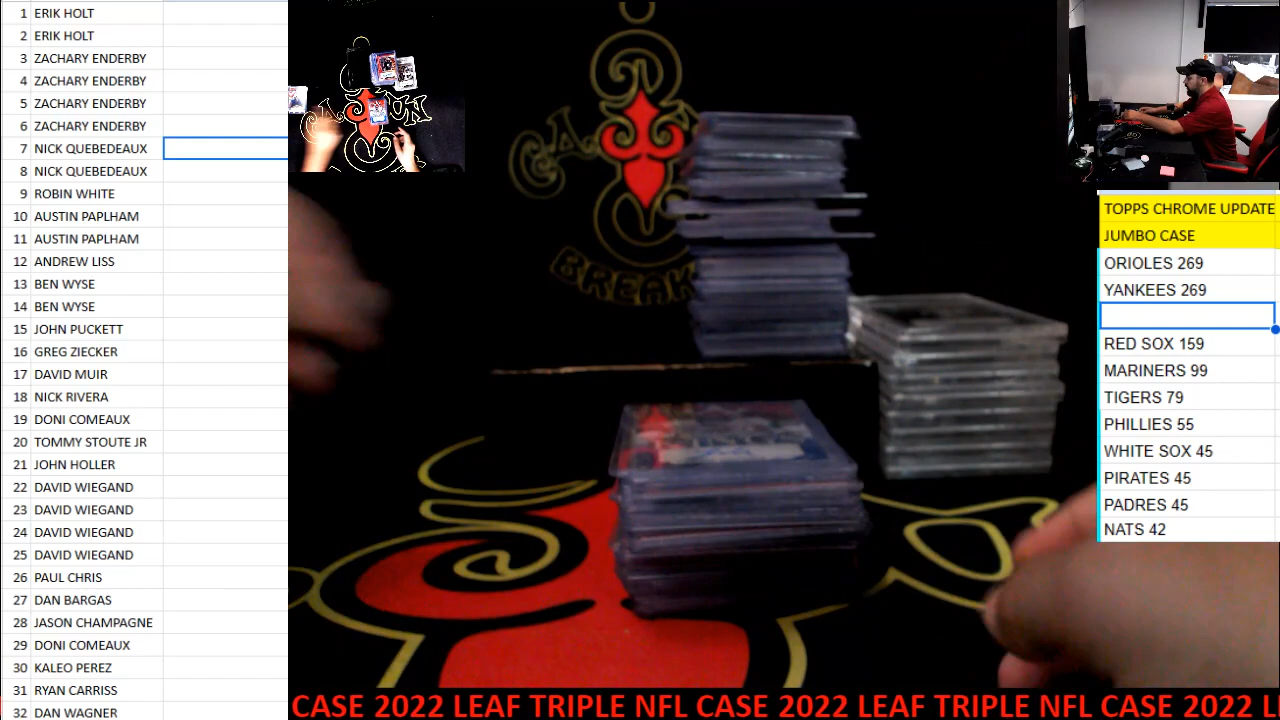 1 ERIK HOLT
2 ERIK HOLT
3 ZACHARY ENDERBY
4 ZACHARY ENDERBY
5 ZACHARY ENDERBY
6 ZACHARY ENDERBY
7 NICK QUEBEDEAUX
8 NICK QUEBEDEAUX
9 ROBIN WHITE
10 AUSTIN PAPLHAM
11 AUSTIN PAPLHAM
12 ANDREW LISS
13 BEN WYSE
14 BEN WYSE
15 JOHN PUCKETT
16 GREG ZIECKER
17 DAVID MUIR
18 NICK RIVERA
19 DONI COMEAUX
20 TOMMY STOUTE JR
21 JOHN HOLLER
22 DAVID WIEGAND
23 DAVID WIEGAND
24 DAVID WIEGAND
25 DAVID WIEGAND
26 PAUL CHRIS
27 DAN BARGAS
28 JASON CHAMPAGNE
29 DONI COMEAUX
30 KALEO PEREZ
31 RYAN CARRISS
32 DAN WAGNER
BREAK
TOPPS CHROME UPDATE
JUMBO CASE
ORIOLES 269
YANKEES 269
RED SOX 159
MARINERS 99
TIGERS 79
PHILLIES 55
WHITE SOX 45
PIRATES 45
PADRES 45
NATS 42
CASE 2022 LEAF TRIPLE NFL CASE 2022 LEAF TRIPLE NFL CASE 2022 L